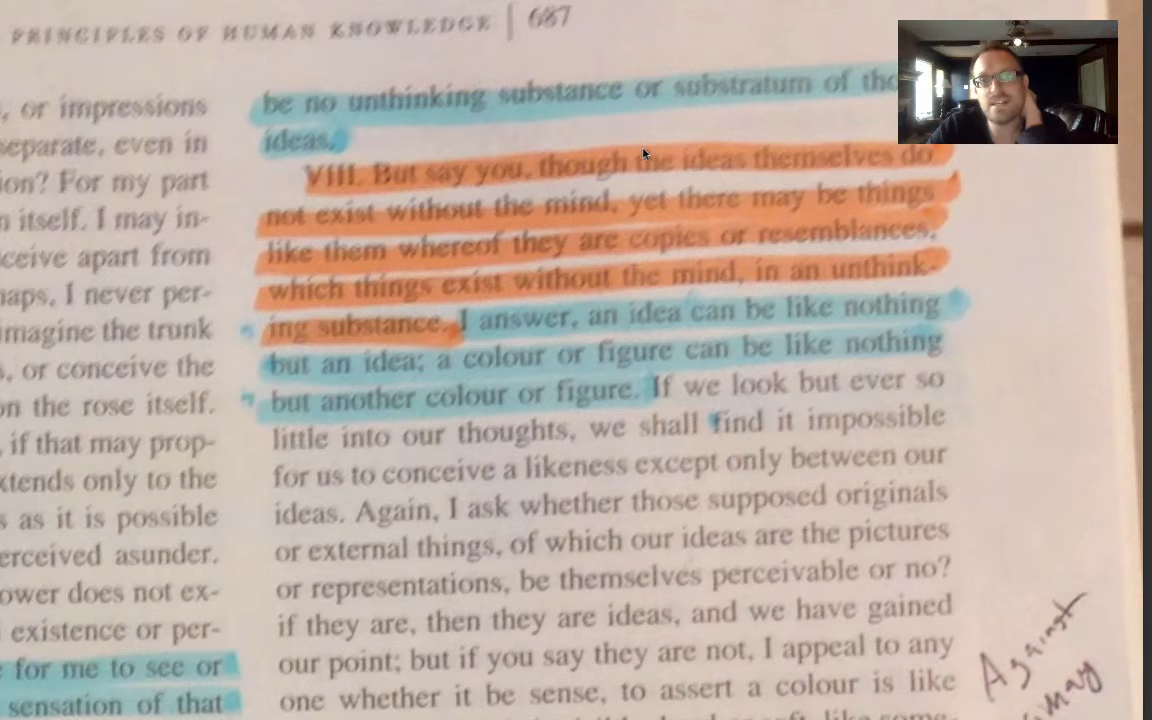 PRINCIPLES OF HUMAN KNOWLEDGE | 687
, or impressions
separate, even in
ion? For my part
n itself. I may in-
ceive apart from
haps, I never per-
imagine the trunk
s, or conceive the
on the rose itself.
, if that may prop-
xtends only to the
s as it is possible
erceived asunder.
ower does not ex-
existence or per-
for me to see or
sensation of that
be no unthinking substance or substratum of tho
ideas.
VIII. But say you, though the ideas themselves do
not exist without the mind, yet there may be things
like them whereof they are copies or resemblances,
which things exist without the mind, in an unthink-
ing substance. I answer, an idea can be like nothing
but an idea; a colour or figure can be like nothing
but another colour or figure. If we look but ever so
little into our thoughts, we shall find it impossible
for us to conceive a likeness except only between our
ideas. Again, I ask whether those supposed originals
or external things, of which our ideas are the pictures
or representations, be themselves perceivable or no?
if they are, then they are ideas, and we have gained
our point; but if you say they are not, I appeal to any
one whether it be sense, to assert a colour is like
Against